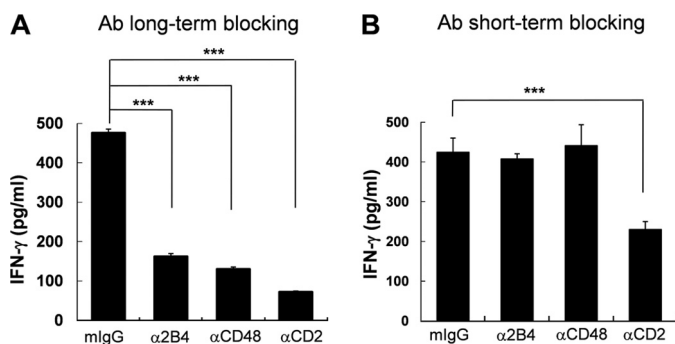 A Ab long-term blocking
***
***
***
500
400
300
200
100
0
IFN-γ (pg/ml)
mIgG α2B4 αCD48 αCD2
B Ab short-term blocking
***
500
400
300
200
100
0
IFN-γ (pg/ml)
mIgG α2B4 αCD48 αCD2